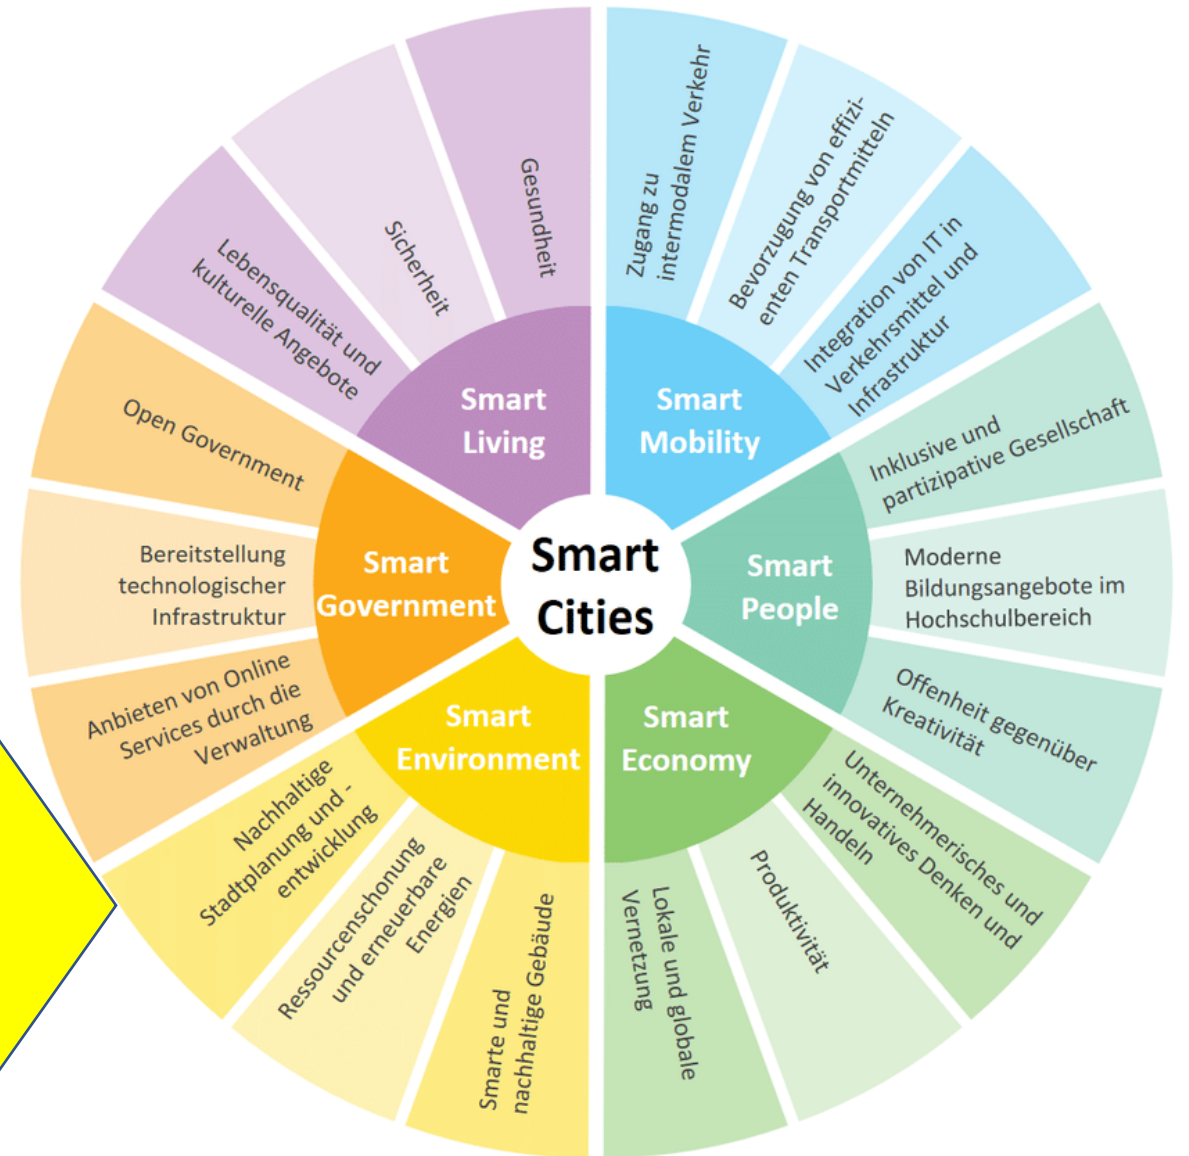 Smart
Cities
Smart
Mobility
Zugang zu
intermodalem Verkehr
Bevorzugung von effizi-
enten Transportmitteln
Integration von IT in
Verkehrsmittel und
Infrastruktur
Smart
People
Inklusive und
partizipative Gesellschaft
Moderne
Bildungsangebote im
Hochschulbereich
Offenheit gegenüber
Kreativität
Smart
Economy
Unternehmerisches und
innovatives Denken und
Handeln
Produktivität
Lokale und globale
Vernetzung
Smart
Environment
Smarte und
nachhaltige Gebäude
Ressourcenschonung
und erneuerbare
Energien
Nachhaltige
Stadtplanung und -
entwicklung
Smart
Government
Anbieten von Online
Services durch die
Verwaltung
Bereitstellung
technologischer
Infrastruktur
Open Government
Smart
Living
Lebensqualität und
kulturelle Angebote
Sicherheit
Gesundheit